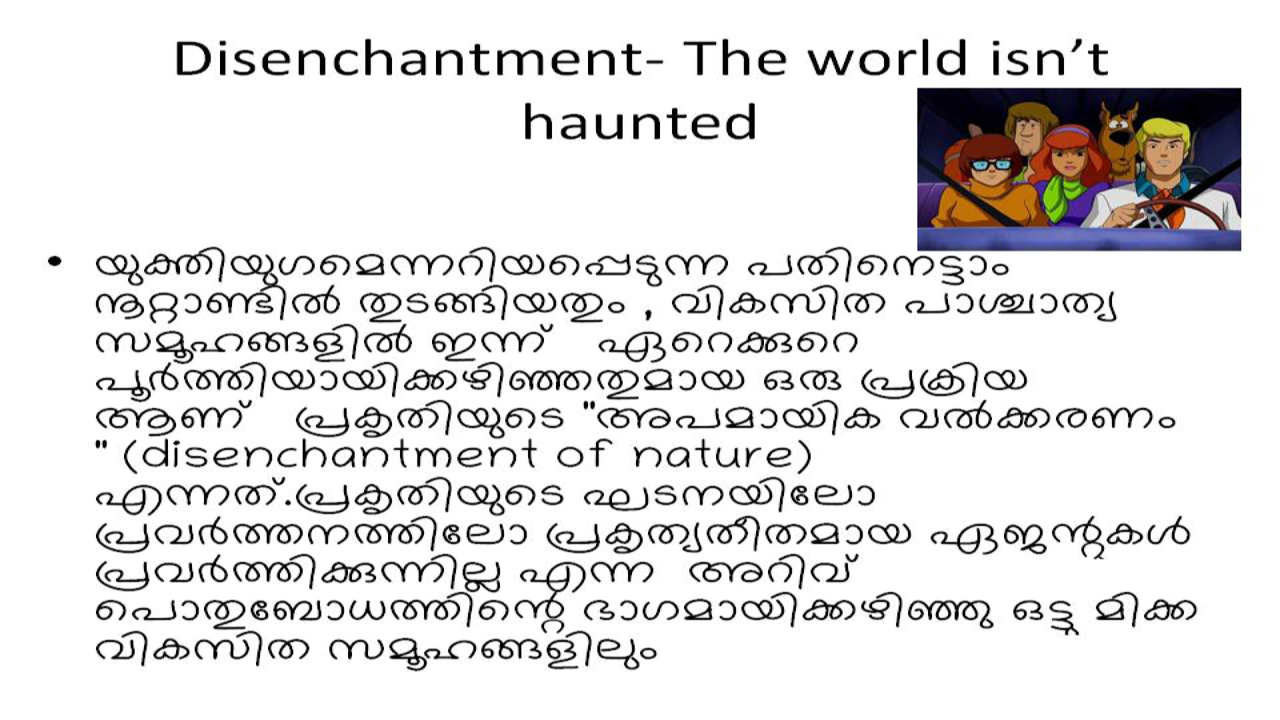 Disenchantment- The world isn’t
haunted
• യുക്തിയുഗമെന്നറിയപ്പെടുന്ന പതിനെട്ടാം
നൂറ്റാണ്ടിൽ തുടങ്ങിയതും , വികസിത പാശ്ചാത്യ
സമൂഹങ്ങളിൽ ഇന്ന് ഏറെക്കുറെ
പൂർത്തിയായിക്കഴിഞ്ഞതുമായ ഒരു പ്രക്രിയ
ആണ് പ്രകൃതിയുടെ "അപമായിക വൽക്കരണം
" (disenchantment of nature)
എന്നത്.പ്രകൃതിയുടെ ഘടനയിലോ
പ്രവർത്തനത്തിലോ പ്രകൃത്യതീതമായ ഏജന്റുകൾ
പ്രവർത്തിക്കുന്നില്ല എന്ന അറിവ്
പൊതുബോധത്തിന്റെ ഭാഗമായിക്കഴിഞ്ഞു ഒട്ടു മിക്ക
വികസിത സമൂഹങ്ങളിലും